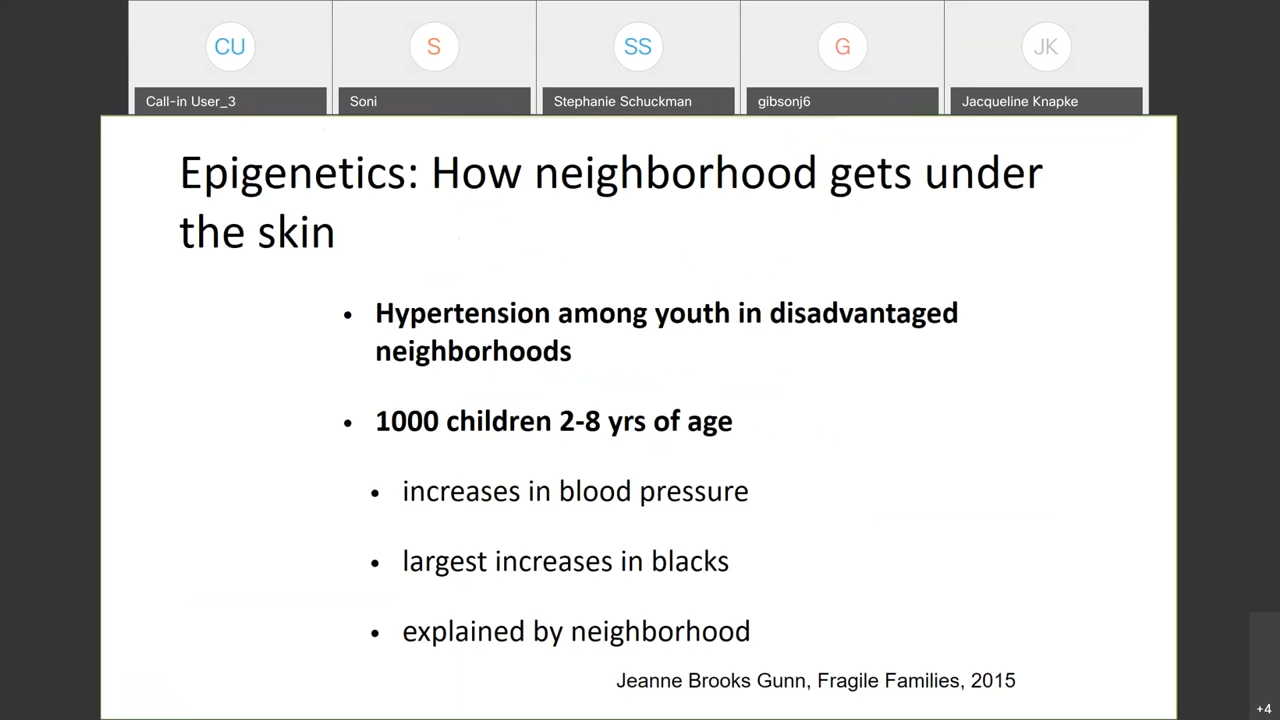 CU
S
SS
G
JK
Call-in User_3
Soni
Stephanie Schuckman
gibsonj6
Jacqueline Knapke
Epigenetics: How neighborhood gets under
the skin
• Hypertension among youth in disadvantaged
neighborhoods
• 1000 children 2-8 yrs of age
• increases in blood pressure
• largest increases in blacks
• explained by neighborhood
Jeanne Brooks Gunn, Fragile Families, 2015
+4